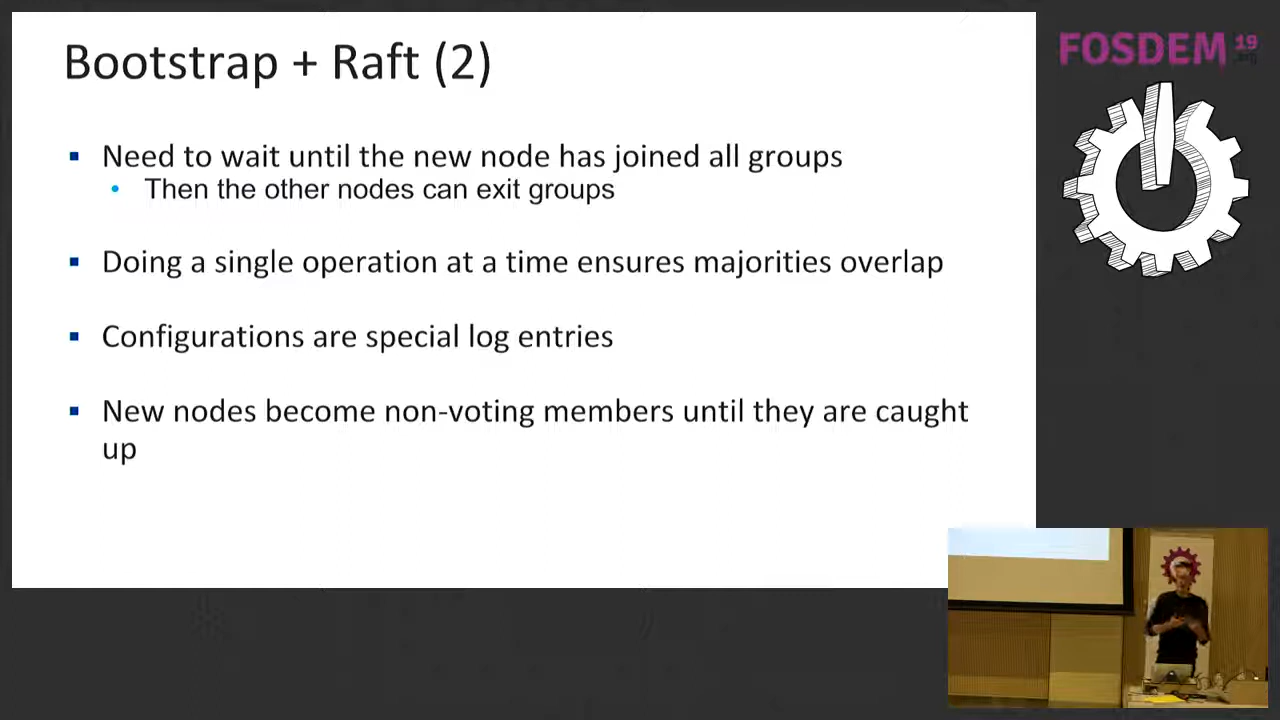 Bootstrap + Raft (2)
Need to wait until the new node has joined all groups
Then the other nodes can exit groups
Doing a single operation at a time ensures majorities overlap
Configurations are special log entries
New nodes become non-voting members until they are caught
up
FOSDEM 19
.org